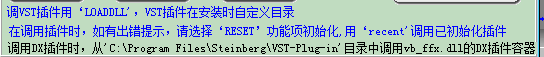 调VST插件用‘LOADDLL’,VST插件在安装时自定义目录
在调用插件时，如有出错提示，请选择‘RESET’功能项初始化,用‘recent'调用已初始化插件
调用DX插件时，从'C:\Program Files\Steinberg\VST-Plug-in'目录中调用vb_ffx.dll的DX插件容器